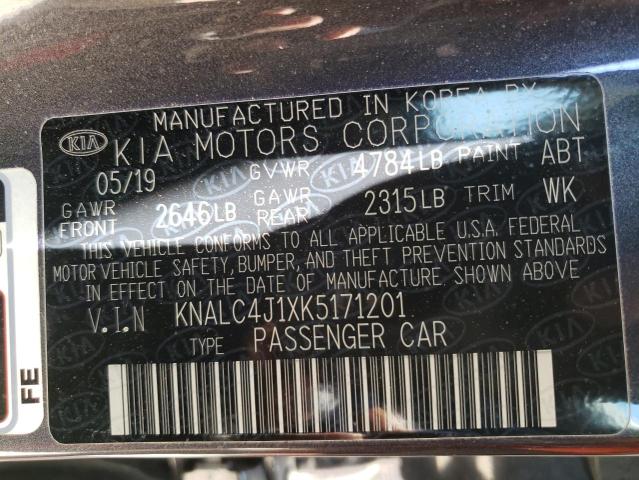 MANUFACTURED IN KOREA BY
KIA KIA MOTORS CORPORATION
05/19 GVWR 4784LB PAINT ABT
GAWR FRONT 2646LB GAWR REAR 2315LB TRIM WK
THIS VEHICLE CONFORMS TO ALL APPLICABLE U.S.A. FEDERAL
MOTOR VEHICLE SAFETY, BUMPER, AND THEFT PREVENTION STANDARDS
IN EFFECT ON THE DATE OF MANUFACTURE SHOWN ABOVE
V.I.N KNALC4J1XK5171201
TYPE PASSENGER CAR
FE